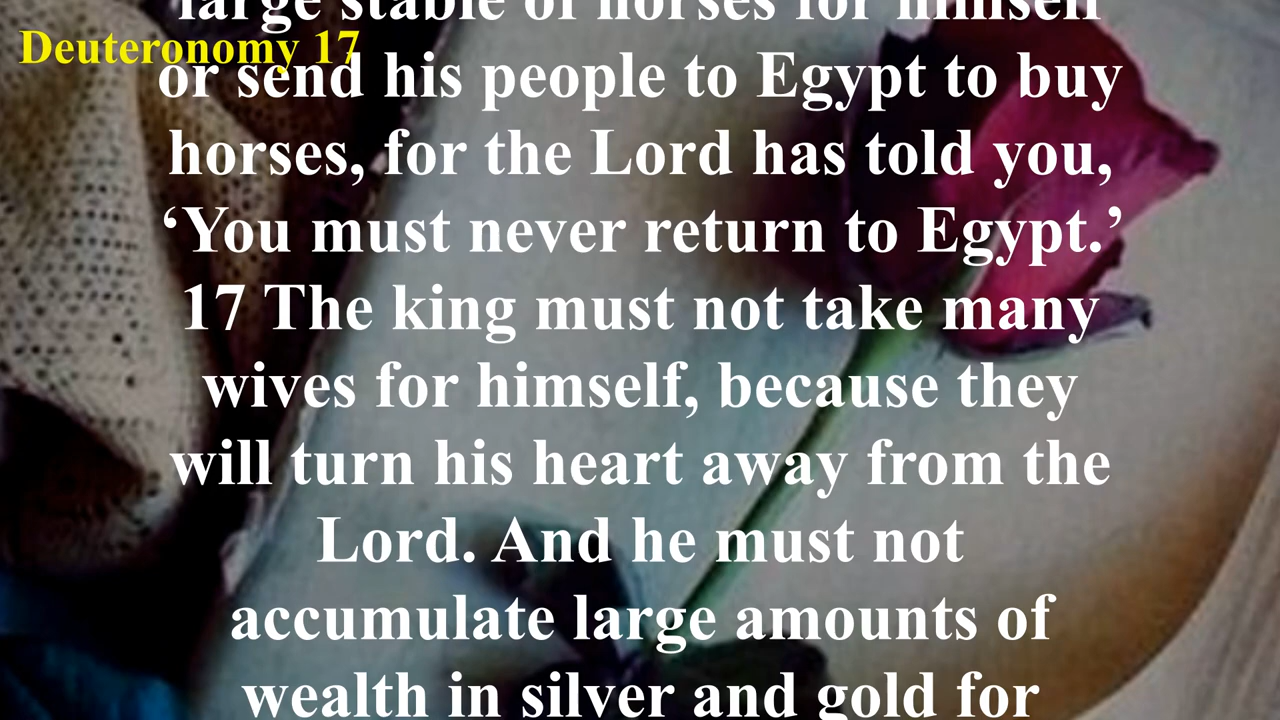 Deuteronomy 17
large stable of horses for himself
or send his people to Egypt to buy
horses, for the Lord has told you,
‘You must never return to Egypt.’
17 The king must not take many
wives for himself, because they
will turn his heart away from the
Lord. And he must not
accumulate large amounts of
wealth in silver and gold for